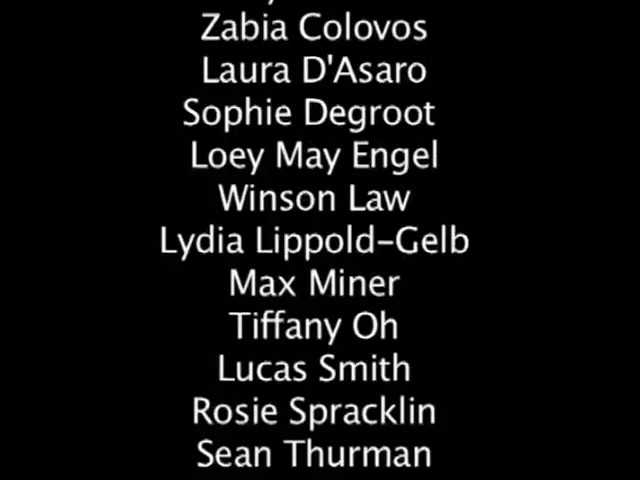 Zabia Colovos
Laura D'Asaro
Sophie Degroot
Loey May Engel
Winson Law
Lydia Lippold-Gelb
Max Miner
Tiffany Oh
Lucas Smith
Rosie Spracklin
Sean Thurman